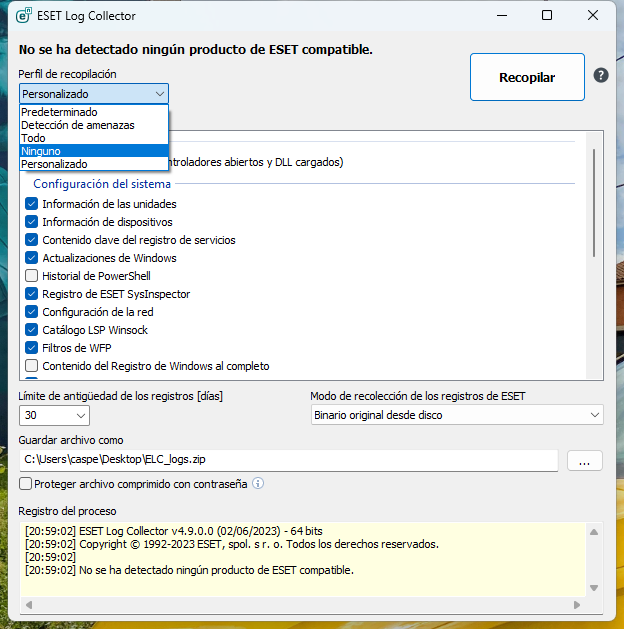 ESET Log Collector
No se ha detectado ningún producto de ESET compatible.
Perfil de recopilación
Recopilar
?
Personalizado
Predeterminado
Detección de amenazas
Todo
Ninguno
Personalizado
ntroladores abiertos y DLL cargados)
Configuración del sistema
Información de las unidades
Información de dispositivos
Contenido clave del registro de servicios
Actualizaciones de Windows
Historial de PowerShell
Registro de ESET SysInspector
Configuración de la red
Catálogo LSP Winsock
Filtros de WFP
Contenido del Registro de Windows al completo
Límite de antigüedad de los registros [días]
Modo de recolección de los registros de ESET
30
Binario original desde disco
Guardar archivo como
C:\Users\caspe\Desktop\ELC_logs.zip
...
Proteger archivo comprimido con contraseña
Registro del proceso
[20:59:02] ESET Log Collector v4.9.0.0 (02/06/2023) - 64 bits
[20:59:02] Copyright © 1992-2023 ESET, spol. s r. o. Todos los derechos reservados.
[20:59:02]
[20:59:02] No se ha detectado ningún producto de ESET compatible.